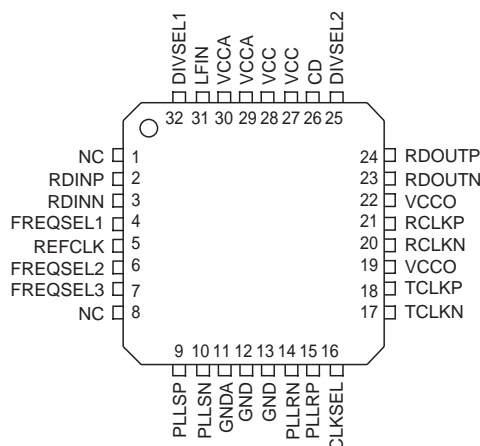 DIVSEL1
LFIN
VCCA
VCCA
VCC
VCC
CD
DIVSEL2
32 31 30 29 28 27 26 25
NC 1
RDINP 2
RDINN 3
FREQSEL1 4
REFCLK 5
FREQSEL2 6
FREQSEL3 7
NC 8
24 RDOUTP
23 RDOUTN
22 VCCO
21 RCLKP
20 RCLKN
19 VCCO
18 TCLKP
17 TCLKN
9 10 11 12 13 14 15 16
PLLSP
PLLSN
GNDA
GND
GND
PLLRN
PLLRP
CLKSEL